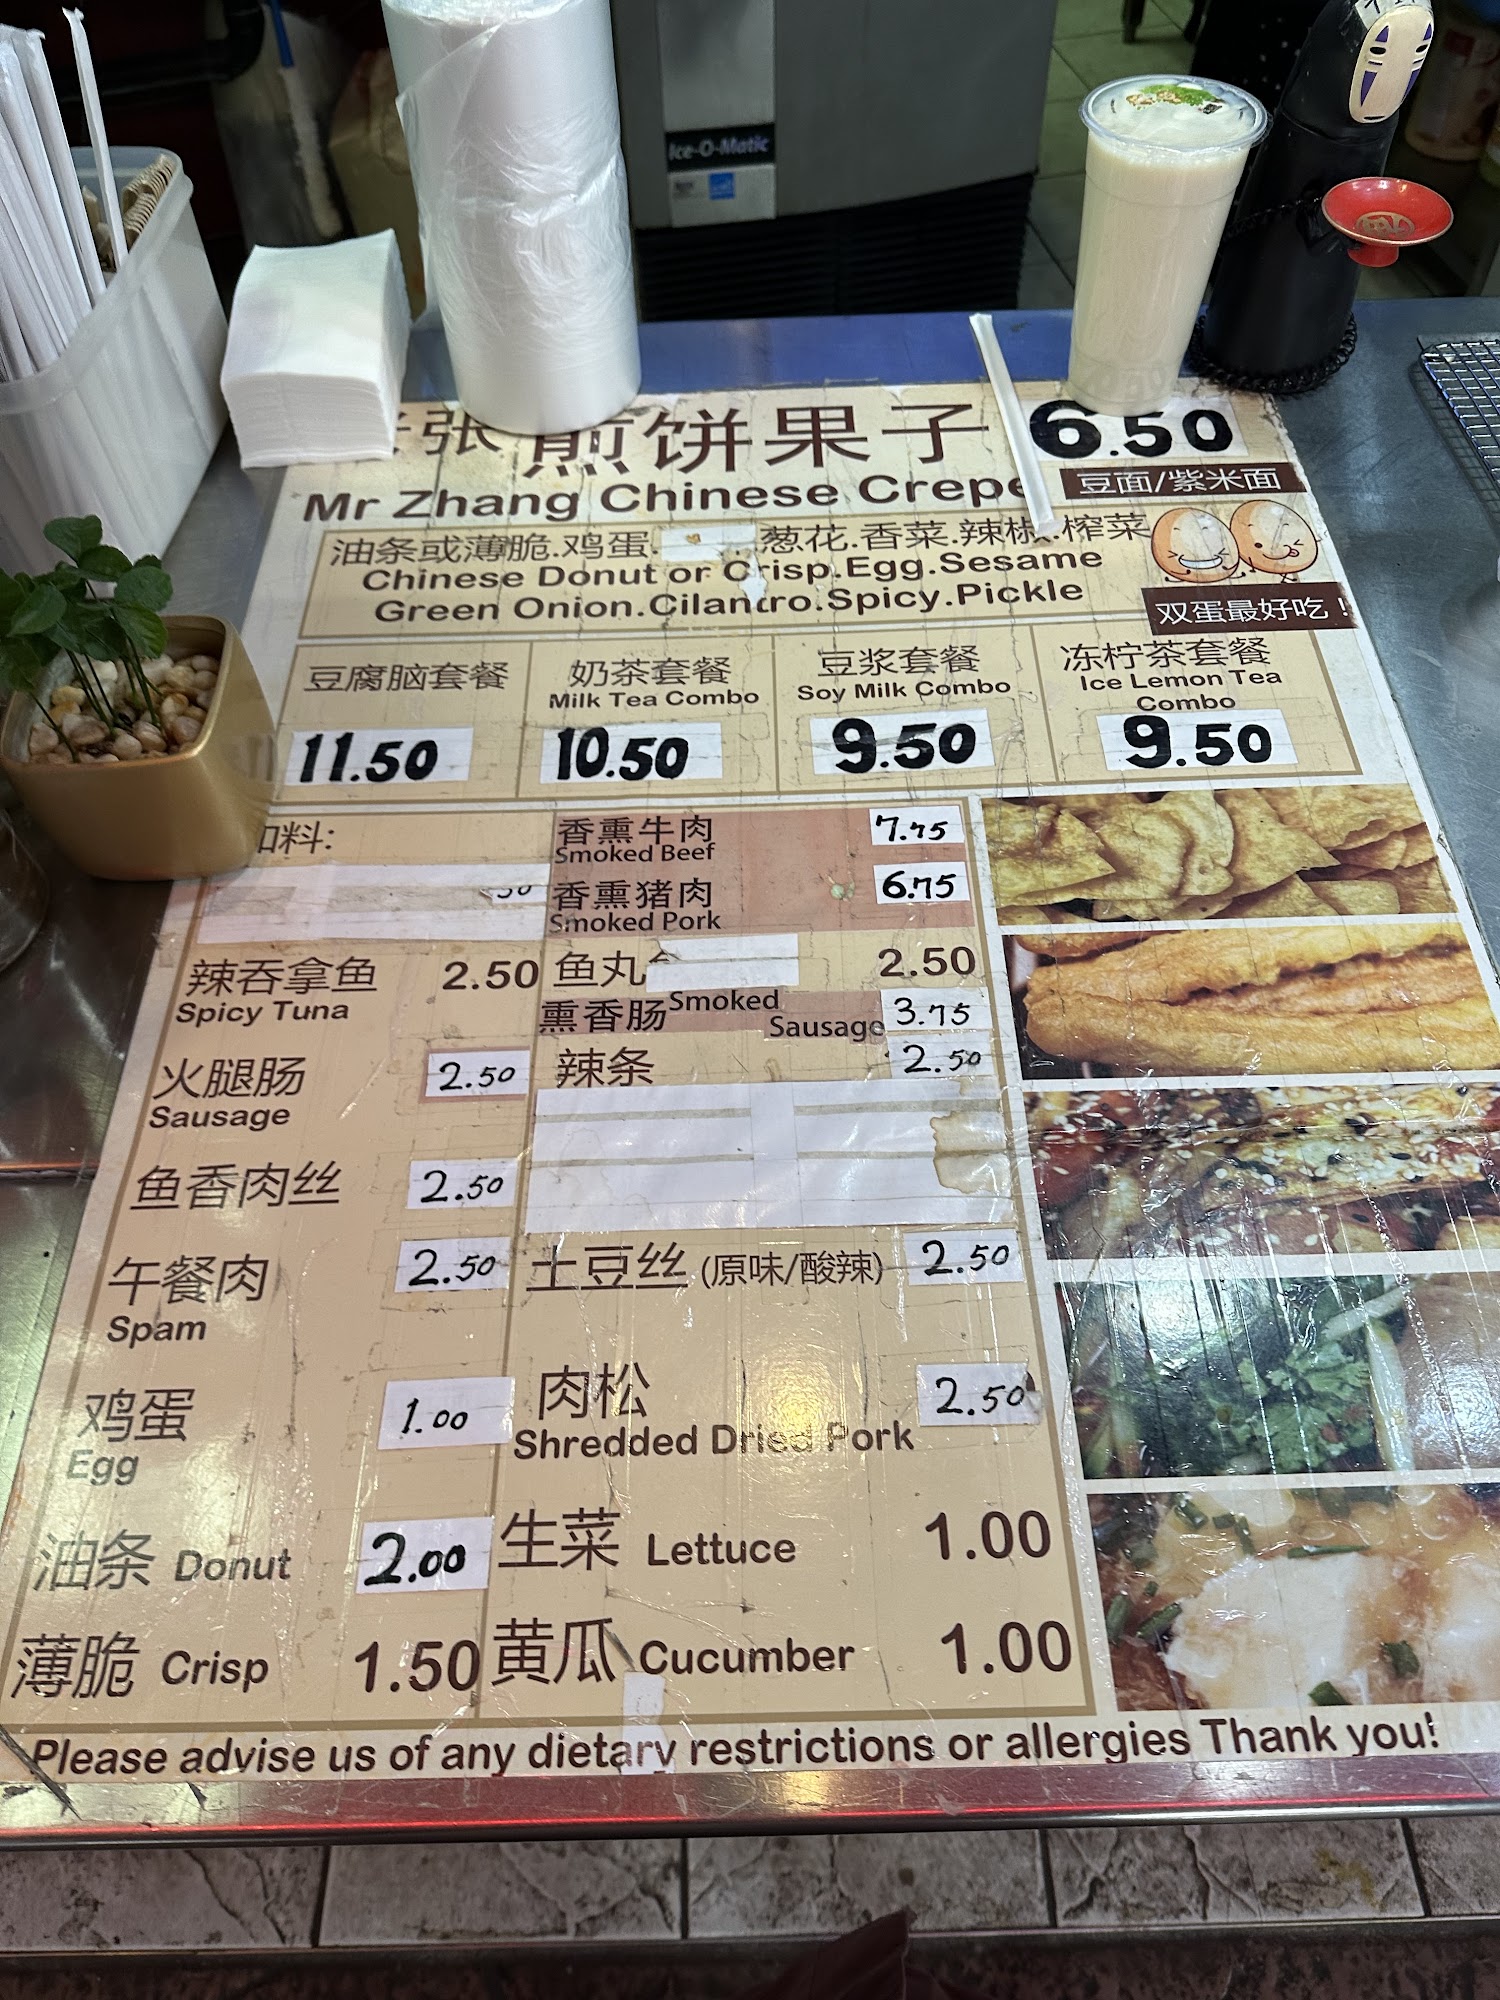 Ice-O-Matic
张煎饼果子
6.50
Mr Zhang Chinese Crepe
豆面/紫米面
油条或薄脆.鸡蛋. 葱花.香菜.辣椒.榨菜
Chinese Donut or Crisp.Egg.Sesame
Green Onion.Cilantro.Spicy.Pickle
双蛋最好吃!
豆腐脑套餐
11.50
奶茶套餐
Milk Tea Combo
10.50
豆浆套餐
Soy Milk Combo
9.50
冻柠茶套餐
Ice Lemon Tea
Combo
9.50
加料:
辣吞拿鱼 2.50
Spicy Tuna
火腿肠 2.50
Sausage
鱼香肉丝 2.50
午餐肉 2.50
Spam
鸡蛋 1.00
Egg
油条 Donut 2.00
薄脆 Crisp 1.50
香熏牛肉 7.75
Smoked Beef
香熏猪肉 6.75
Smoked Pork
鱼丸 2.50
熏香肠 Smoked Sausage 3.75
辣条 2.50
土豆丝 (原味/酸辣) 2.50
肉松 2.50
Shredded Dried Pork
生菜 Lettuce 1.00
黄瓜 Cucumber 1.00
Please advise us of any dietary restrictions or allergies Thank you!